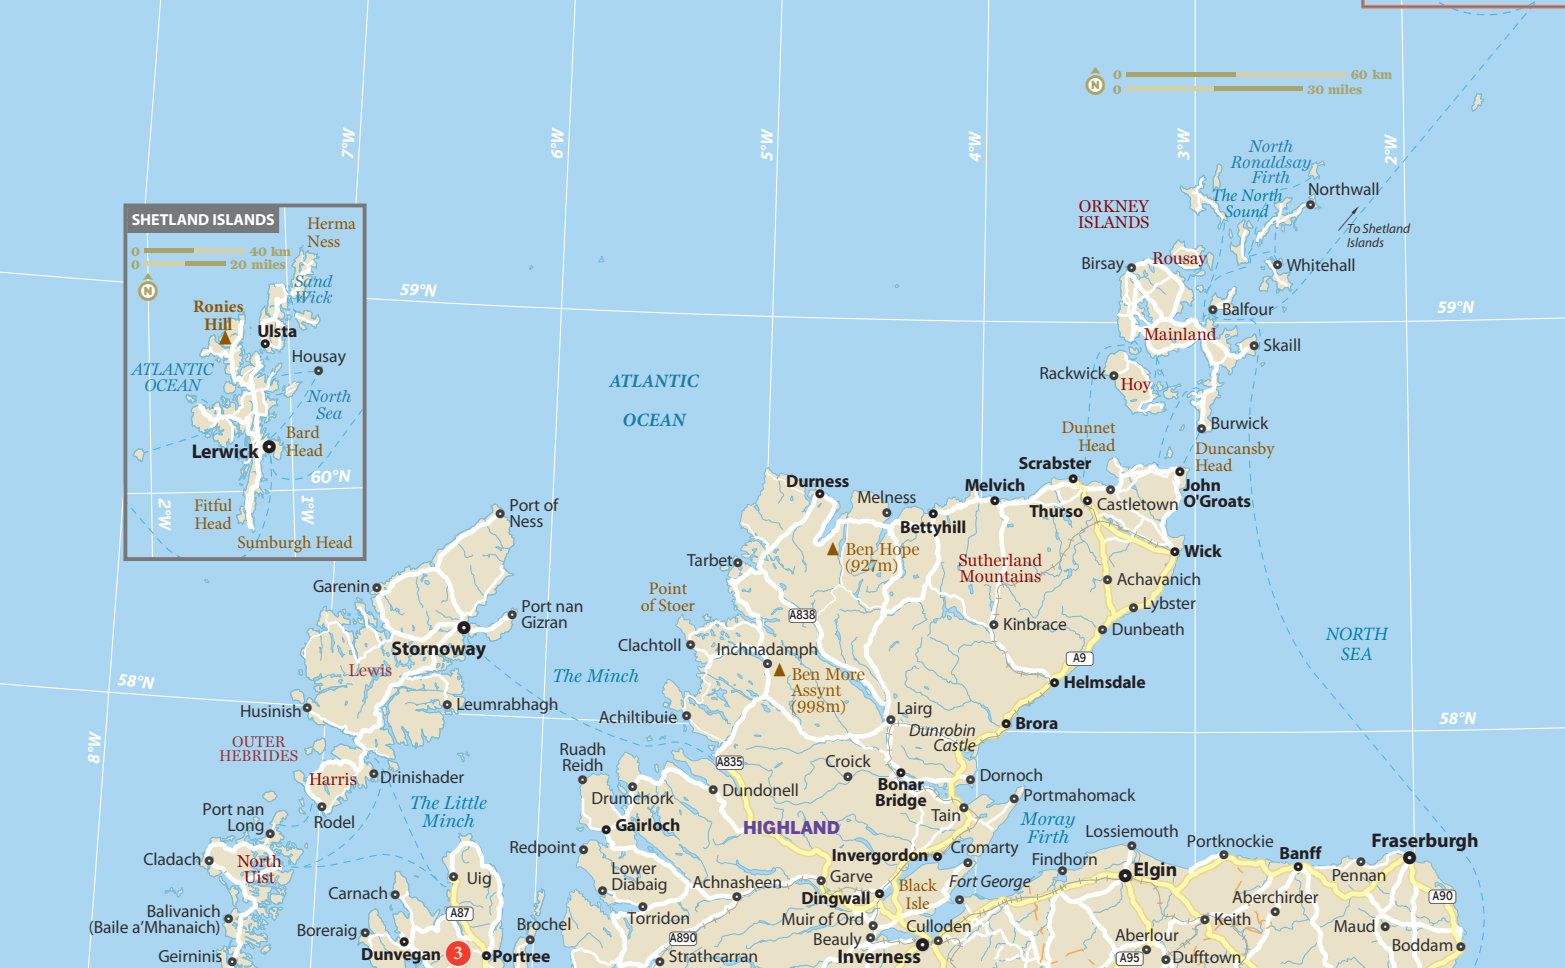 0
60 km
0
30 miles
N
7°W
6°W
5°W
4°W
3°W
2°W
North
Ronaldsay
Firth
The North
Sound
Northwall
To Shetland
Islands
ORKNEY
ISLANDS
Birsay
Rousay
Whitehall
Balfour
Mainland
Skaill
Rackwick
Hoy
Burwick
Dunnet
Head
Duncansby
Head
59°N
59°N
SHETLAND ISLANDS
Herma
Ness
0
40 km
0
20 miles
N
Sand
Wick
Ronies
Hill
Ulsta
Housay
ATLANTIC
OCEAN
North
Sea
Bard
Head
Lerwick
60°N
2°W
1°W
Fitful
Head
Sumburgh Head
ATLANTIC
OCEAN
Scrabster
Durness
Melness
Melvich
John
O'Groats
Castletown
Thurso
Bettyhill
Port of
Ness
Wick
Ben Hope
(927m)
Sutherland
Mountains
Tarbet
Achavanich
Garenin
Point
of Stoer
Lybster
Port nan
Gizran
A838
Kinbrace
Dunbeath
Stornoway
Clachtoll
Inchnadamph
NORTH
SEA
A9
Lewis
The Minch
Ben More
Assynt
(998m)
Helmsdale
58°N
Husinish
Leumrabhagh
Achiltibuie
Lairg
Brora
58°N
Dunrobin
Castle
8°W
OUTER
HEBRIDES
Ruadh
Reidh
A835
Croick
Harris
Drinishader
Dornoch
Bonar
Bridge
Drumchork
Dundonell
Portmahomack
Port nan
Long
Rodel
The Little
Minch
Tain
Gairloch
HIGHLAND
Moray
Firth
Lossiemouth
Portknockie
Fraserburgh
Redpoint
Invergordon
Cromarty
Findhorn
Banff
Cladach
North
Uist
Lower
Diabaig
Achnasheen
Garve
Fort George
Elgin
Pennan
Uig
Carnach
Dingwall
Black
Isle
Aberchirder
A90
Balivanich
(Baile a'Mhanaich)
A87
Torridon
Muir of Ord
Culloden
Keith
Maud
Boreraig
Brochel
A890
Beauly
Aberlour
Boddam
Geirninis
Dunvegan
3
Portree
Strathcarran
Inverness
A95
Dufftown